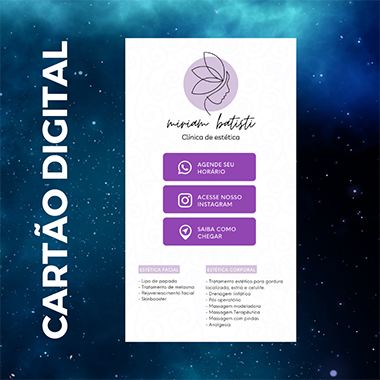 CARTÃO DIGITAL
miriam batisti
Clínica de estética
AGENDE SEU
HORÁRIO
ACESSE NOSSO
INSTAGRAM
SAIBA COMO
CHEGAR
ESTÉTICA FACIAL
- Lipo de papada
- Tratamento de melasma
- Rejuvenescimento facial
- Skinbooster
ESTÉTICA CORPORAL
- Tratamento estético para gordura
localizada, estria e celulite.
- Drenagem linfática
- Pós operatório
- Massagem modeladora
- Massagem Terapêutica
- Massagem com pindas
- Analgesia